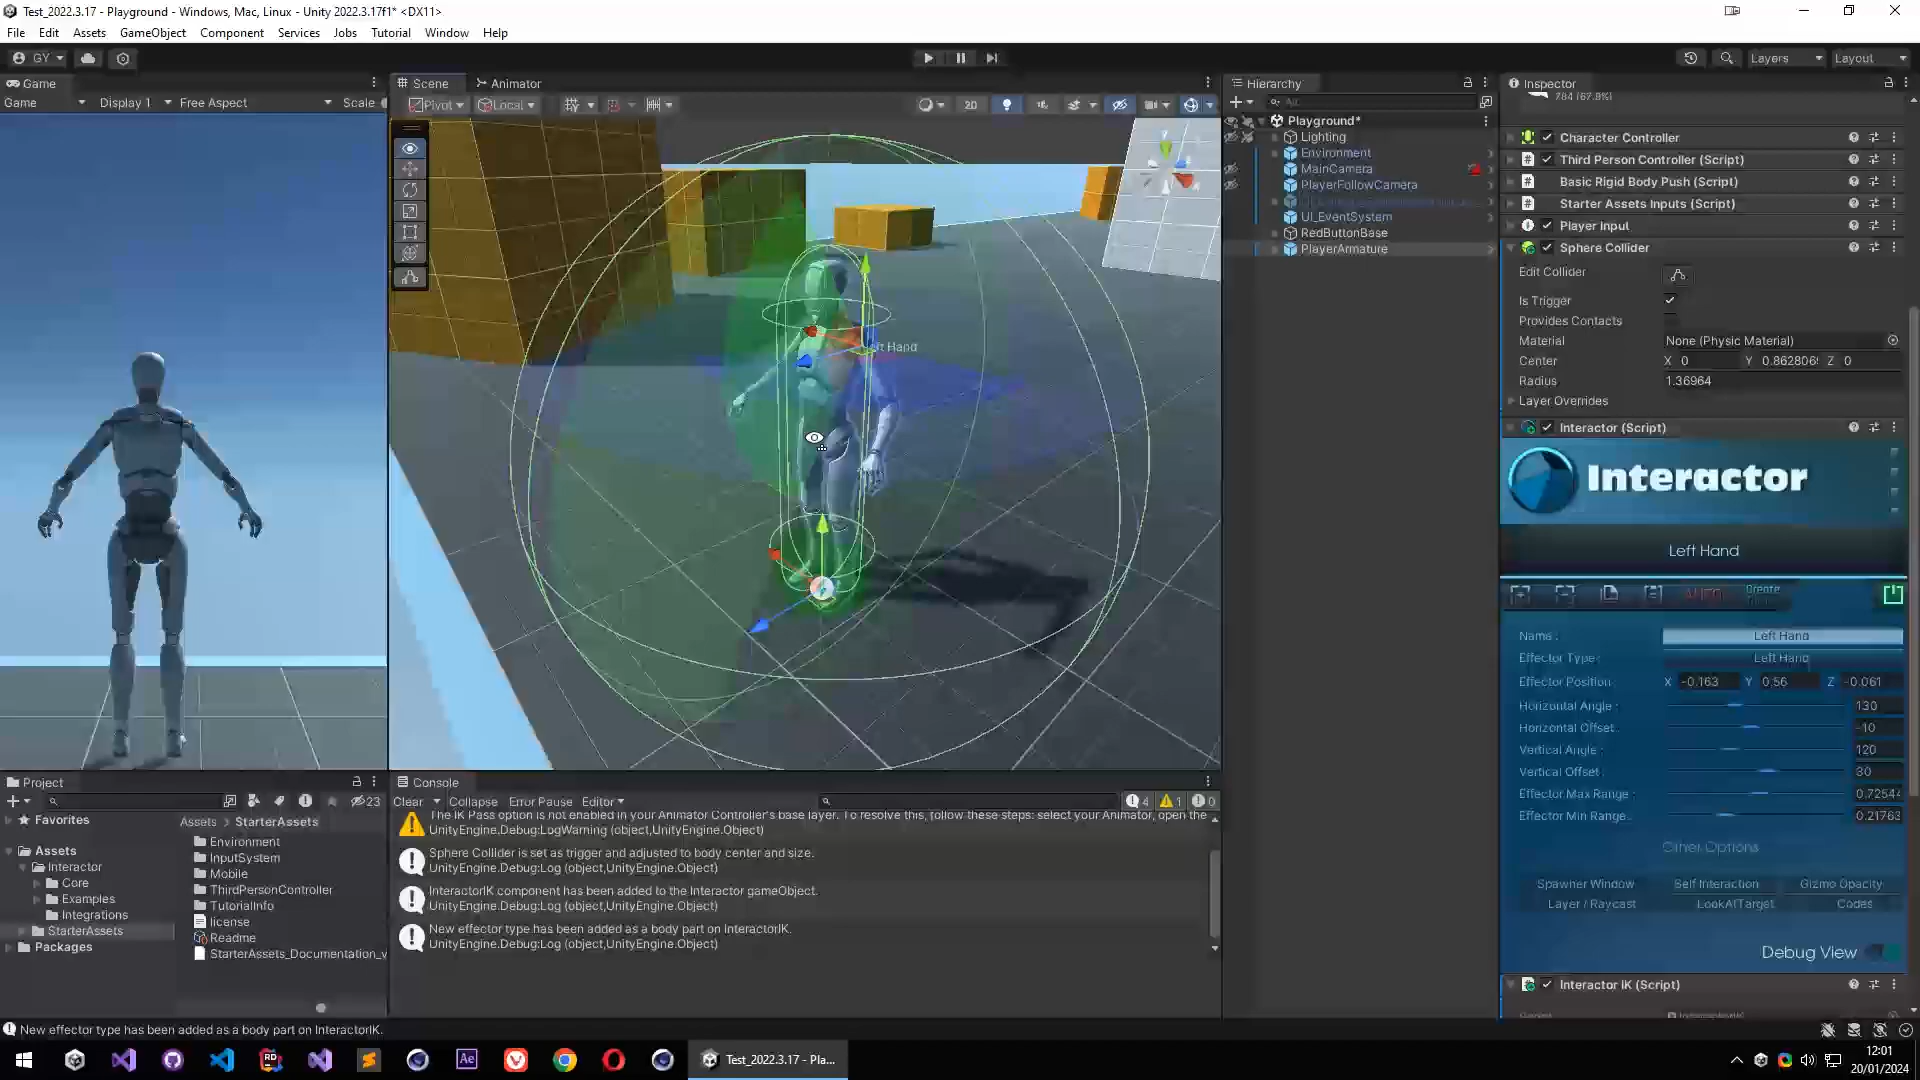 Test_2022.3.17 - Playground - Windows, Mac, Linux - Unity 2022.3.17f1* <DX11>
File Edit Assets GameObject Component Services Jobs Tutorial Window Help
GY
Layers
Layout
Game
Game Display 1 Free Aspect Scale
Scene
Animator
Pivot
Local
2D
Left Hand
Hierarchy
All
Playground*
Lighting
Environment
MainCamera
PlayerFollowCamera
UI_EventSystem
RedButtonBase
PlayerArmature
Inspector
784 (67.8%)
Character Controller
Third Person Controller (Script)
Basic Rigid Body Push (Script)
Starter Assets Inputs (Script)
Player Input
Sphere Collider
Edit Collider
Is Trigger
Provides Contacts
Material None (Physic Material)
Center X 0 Y 0.862806 Z 0
Radius 1.36964
Layer Overrides
Interactor (Script)
Interactor
Left Hand
AUTO
Create
Name : Left Hand
Effector Type : Left Hand
Effector Position X -0.163 Y 0.56 Z -0.061
Horizontal Angle : 130
Horizontal Offset : -10
Vertical Angle : 120
Vertical Offset : 30
Effector Max Range : 0.7254
Effector Min Range : 0.21763
Other Options
Spawner Window Self Interaction Gizmo Opacity
Layer / Raycast LookAtTarget Codes
Debug View
Interactor IK (Script)
Project
23
Favorites
Assets
Interactor
Core
Examples
Integrations
StarterAssets
Packages
Assets > StarterAssets
Environment
InputSystem
Mobile
ThirdPersonController
TutorialInfo
license
Readme
StarterAssets_Documentation_v
Console
Clear Collapse Error Pause Editor
4 1 0
The IK Pass option is not enabled in your Animator Controller's base layer. To resolve this, follow these steps: select your Animator, open the
UnityEngine.Debug:LogWarning (object,UnityEngine.Object)
Sphere Collider is set as trigger and adjusted to body center and size.
UnityEngine.Debug:Log (object,UnityEngine.Object)
InteractorIK component has been added to the Interactor gameObject.
UnityEngine.Debug:Log (object,UnityEngine.Object)
New effector type has been added as a body part on InteractorIK.
UnityEngine.Debug:Log (object,UnityEngine.Object)
New effector type has been added as a body part on InteractorIK.
RD
Ae
Test_2022.3.17 - Pla...
12:01
20/01/2024